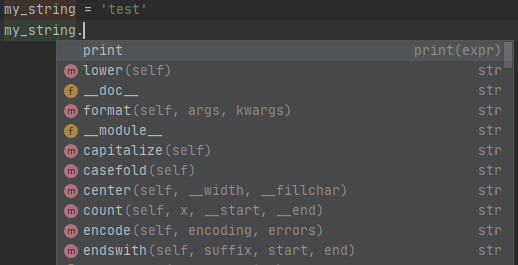 my_string = 'test'
my_string.
print print(expr)
m lower(self) str
f __doc__ str
m format(self, args, kwargs) str
f __module__ str
m capitalize(self) str
m casefold(self) str
m center(self, __width, __fillchar) str
m count(self, x, __start, __end) str
m encode(self, encoding, errors) str
m endswith(self, suffix, start, end) str